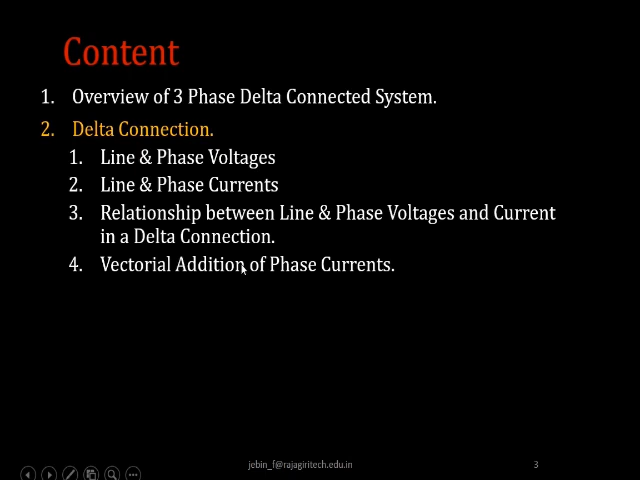 Content
1. Overview of 3 Phase Delta Connected System.
2. Delta Connection.
1. Line & Phase Voltages
2. Line & Phase Currents
3. Relationship between Line & Phase Voltages and Current
in a Delta Connection.
4. Vectorial Addition of Phase Currents.
jebin_f@rajagiritech.edu.in 3